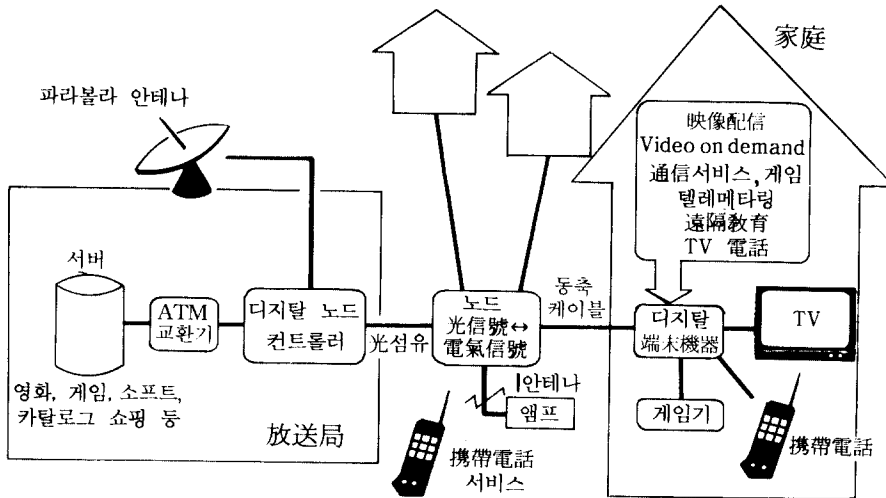 家庭
파라볼라 안테나
映像配信
Video on demand
通信서비스, 게임
텔레메타링
遠隔敎育
TV 電話
서버
ATM
교환기
디지탈 노드
컨트롤러
光섬유
노드
光信號↔
電氣信號
동축
케이블
디지탈
端末機器
TV
영화, 게임, 소프트,
카탈로그 쇼핑 등
放送局
안테나
앰프
携帶電話
서비스
게임기
携帶電話